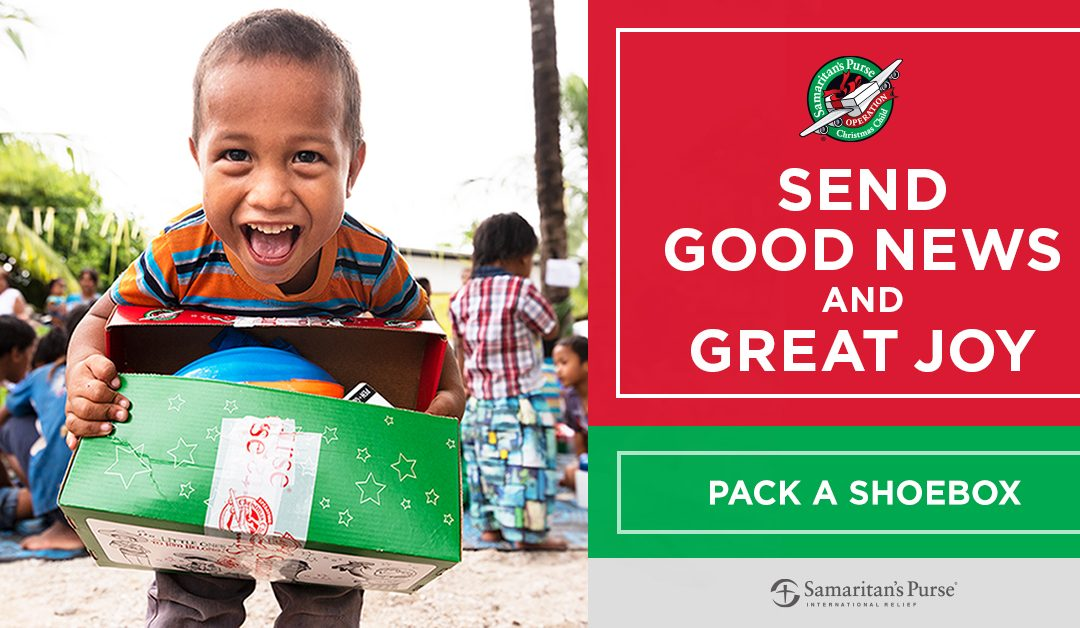 Samaritan's Purse
OPERATION
Christmas Child
SEND
GOOD NEWS
AND
GREAT JOY
PACK A SHOEBOX
Samaritan's Purse®
INTERNATIONAL RELIEF